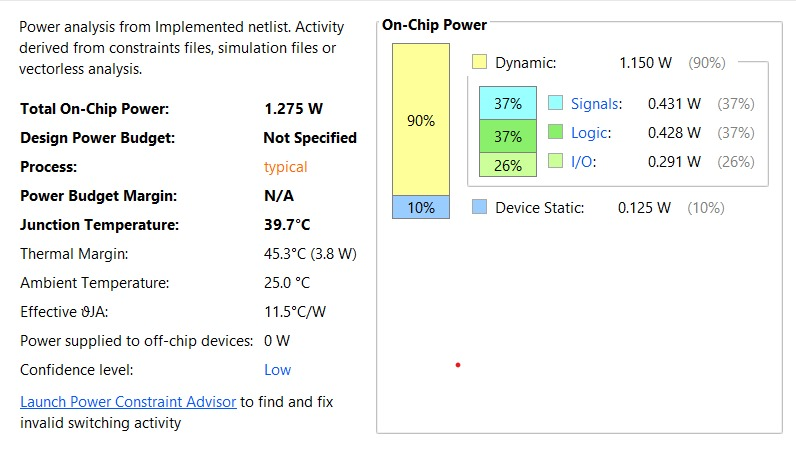 Power analysis from Implemented netlist. Activity
derived from constraints files, simulation files or
vectorless analysis.
Total On-Chip Power: 1.275 W
Design Power Budget: Not Specified
Process: typical
Power Budget Margin: N/A
Junction Temperature: 39.7°C
Thermal Margin: 45.3°C (3.8 W)
Ambient Temperature: 25.0 °C
Effective ϑJA: 11.5°C/W
Power supplied to off-chip devices: 0 W
Confidence level: Low
Launch Power Constraint Advisor to find and fix
invalid switching activity
On-Chip Power
90%
10%
Dynamic: 1.150 W (90%)
37% Signals: 0.431 W (37%)
37% Logic: 0.428 W (37%)
26% I/O: 0.291 W (26%)
Device Static: 0.125 W (10%)